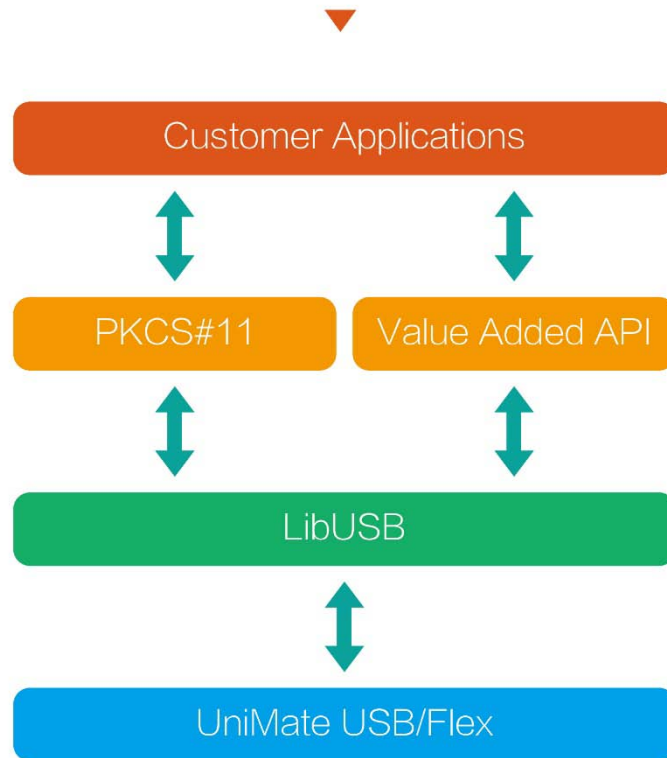 Customer Applications
PKCS#11
Value Added API
LibUSB
UniMate USB/Flex